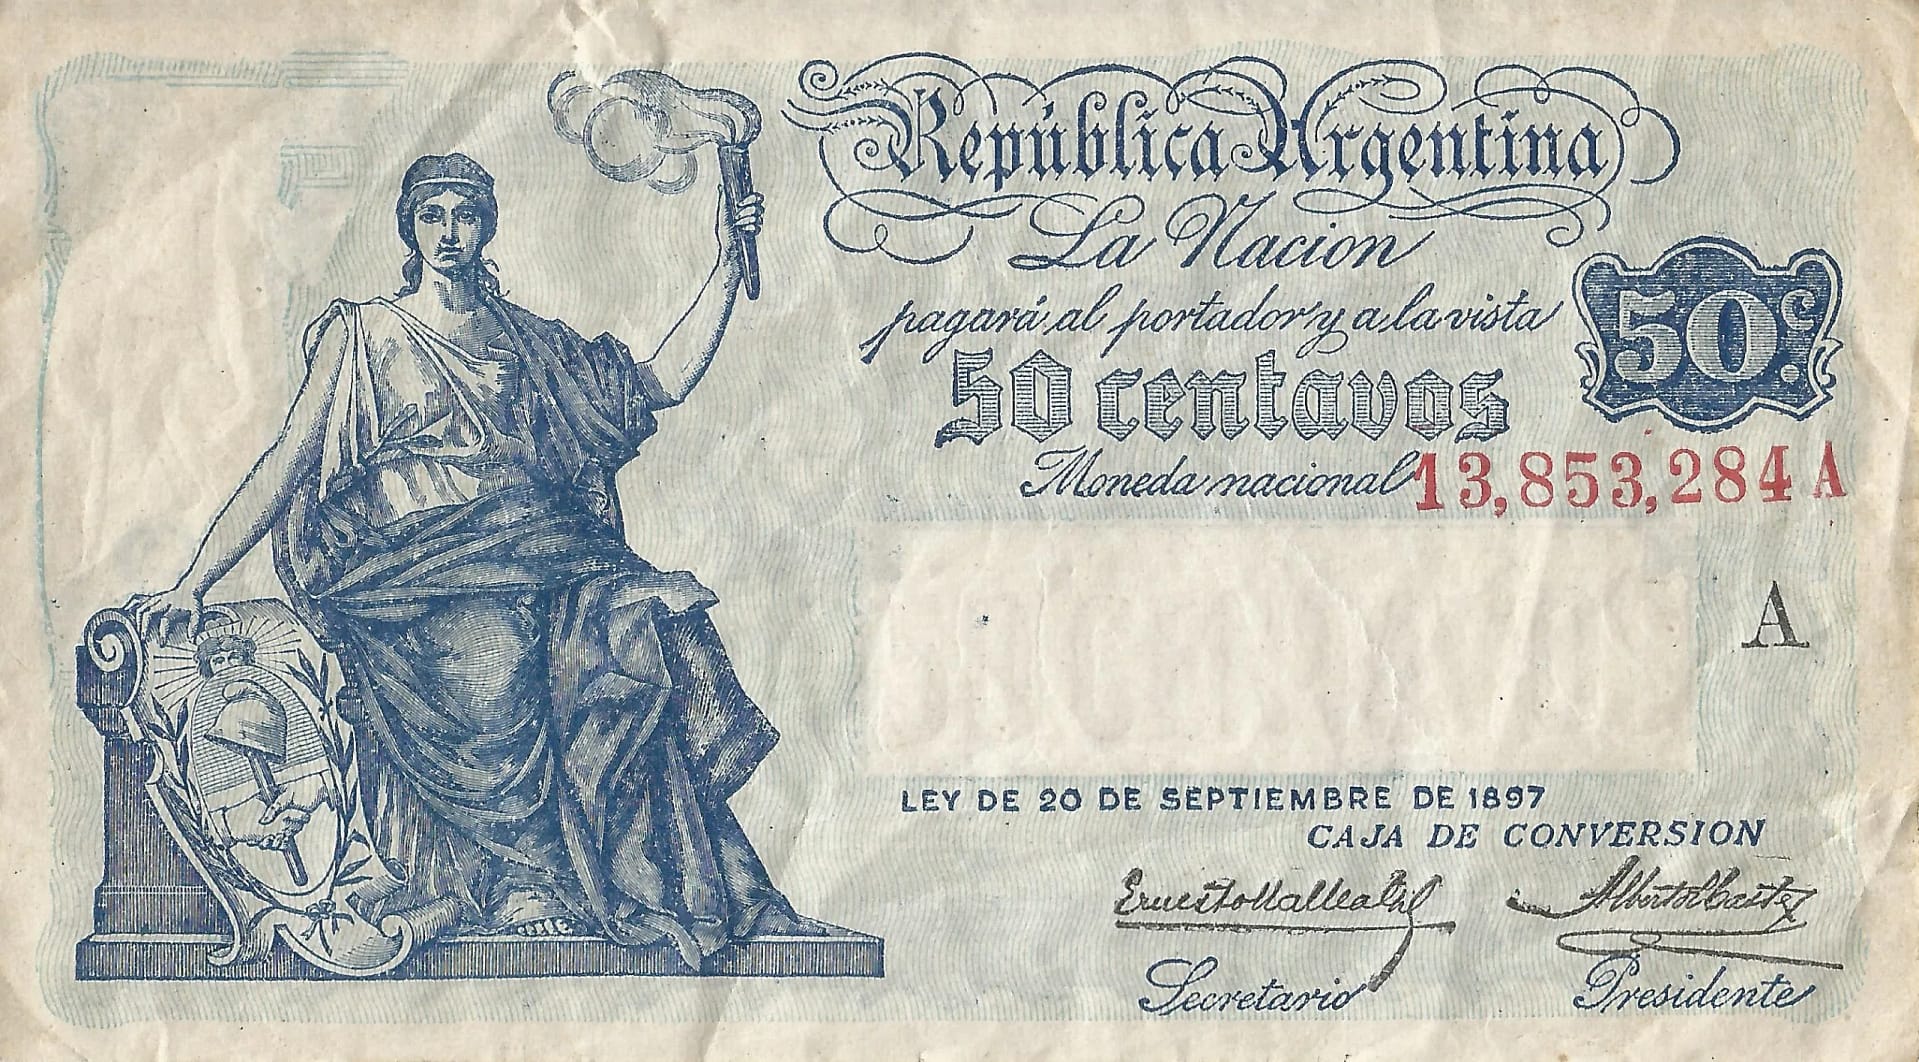 República Argentina
La Nacion
pagará al portador y a la vista
50 centavos
50c.
Moneda nacional
13,853,284 A
A
LEY DE 20 DE SEPTIEMBRE DE 1897
CAJA DE CONVERSION
Secretario
Presidente